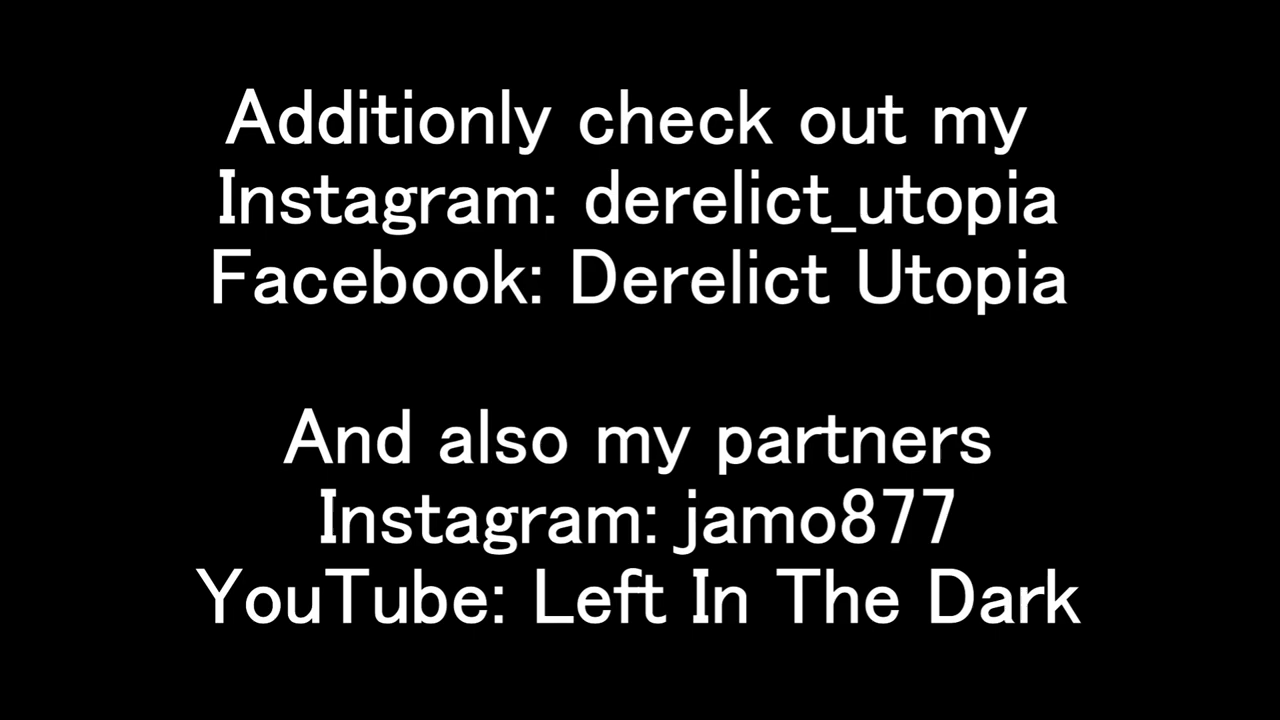 Additionly check out my
Instagram: derelict_utopia
Facebook: Derelict Utopia
And also my partners
Instagram: jamo877
YouTube: Left In The Dark